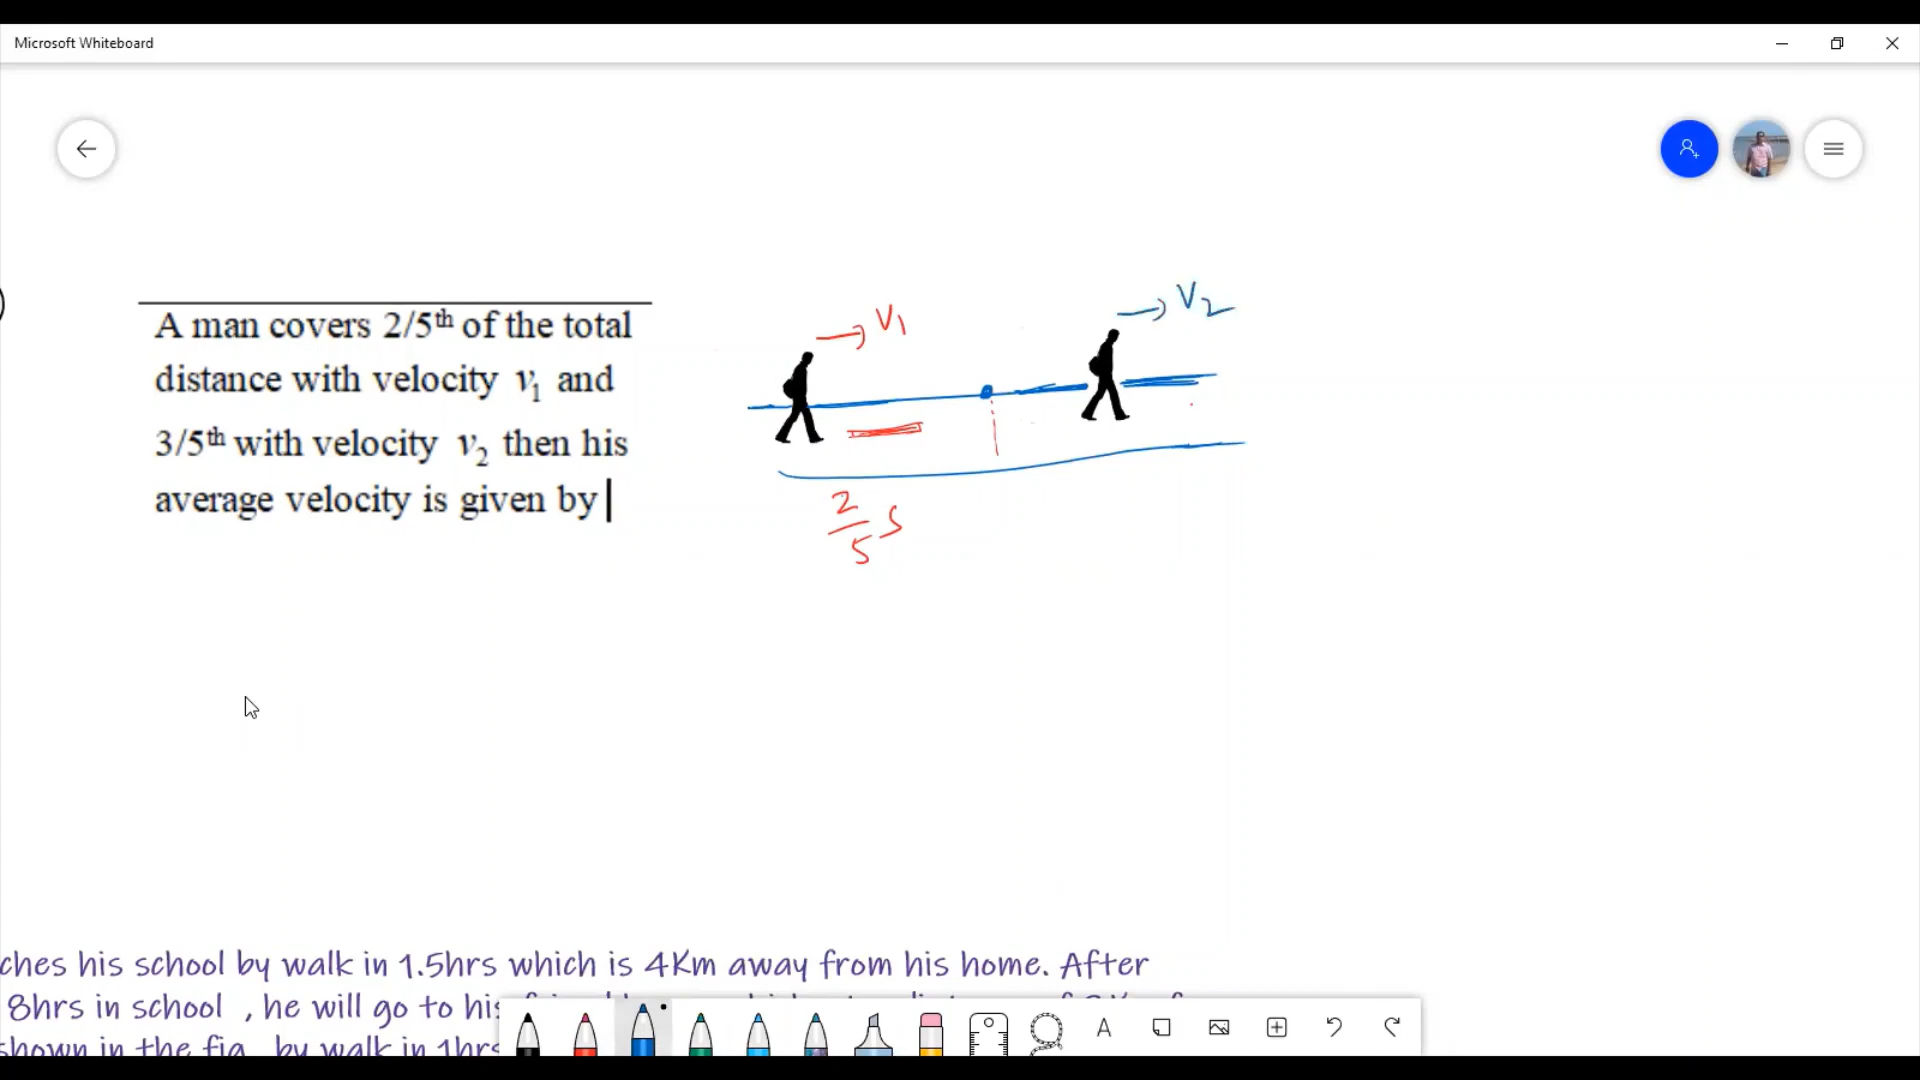 Microsoft Whiteboard
A man covers 2/5th of the total
distance with velocity v₁ and
3/5th with velocity v₂ then his
average velocity is given by
→ V₁
→ V₂
2/5 S
ches his school by walk in 1.5hrs which is 4Km away from his home. After
8hrs in school , he will go to his
shown in the fig by walk in 1hrs
A